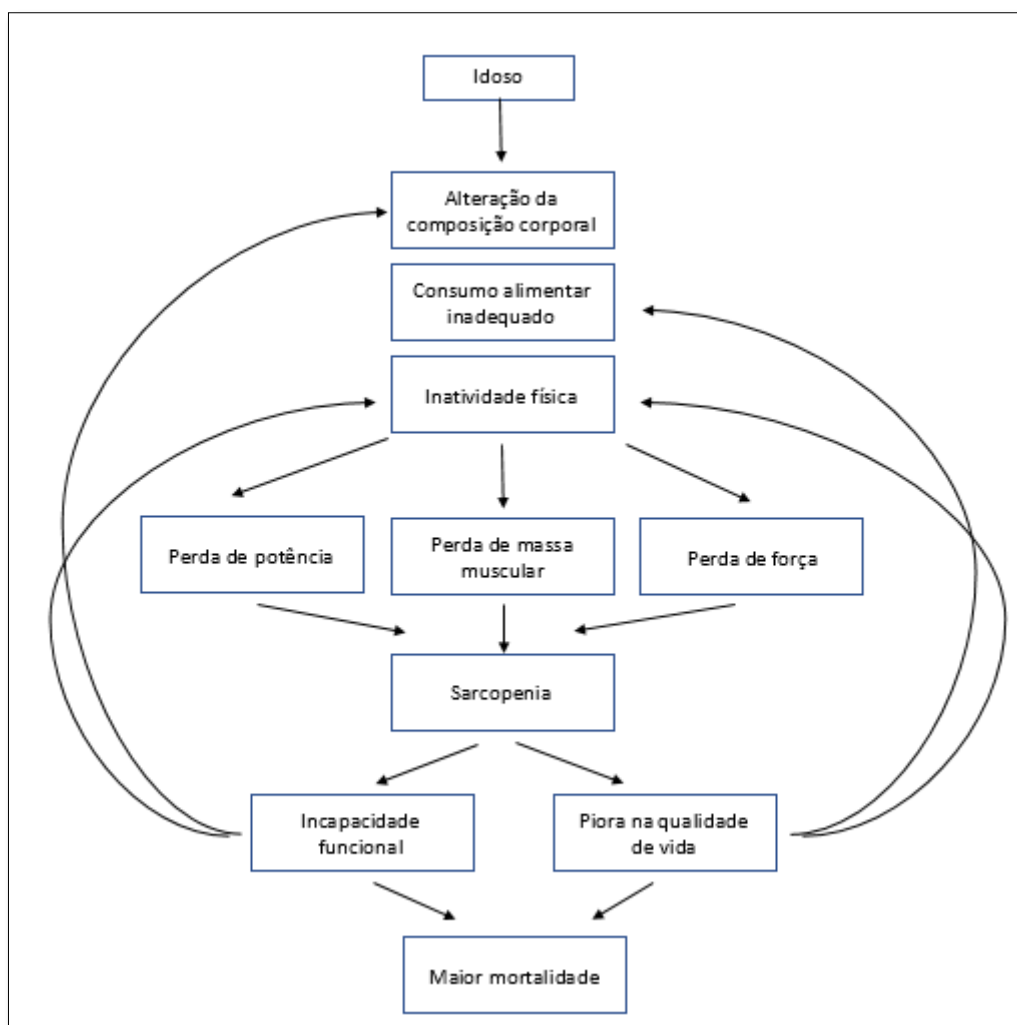 Idoso
Alteração da
composição corporal
Consumo alimentar
inadequado
Inatividade física
Perda de potência
Perda de massa
muscular
Perda de força
Sarcopenia
Incapacidade
funcional
Piora na qualidade
de vida
Maior mortalidade